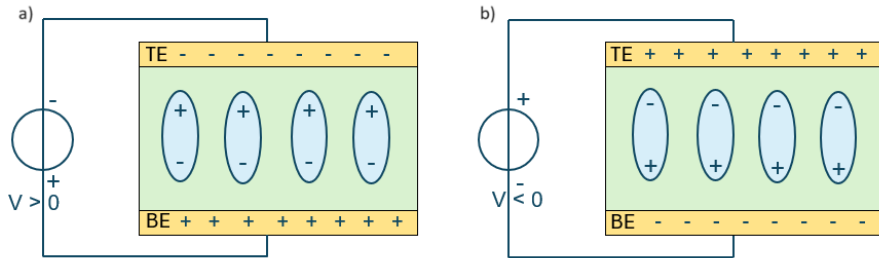 a)
TE - - - - - - - -
-
+ + + +
- - - -
+
V > 0
BE + + + + + + + +
b)
TE + + + + + + + +
+
- - - -
+ + + +
-
V < 0
BE - - - - - - - -